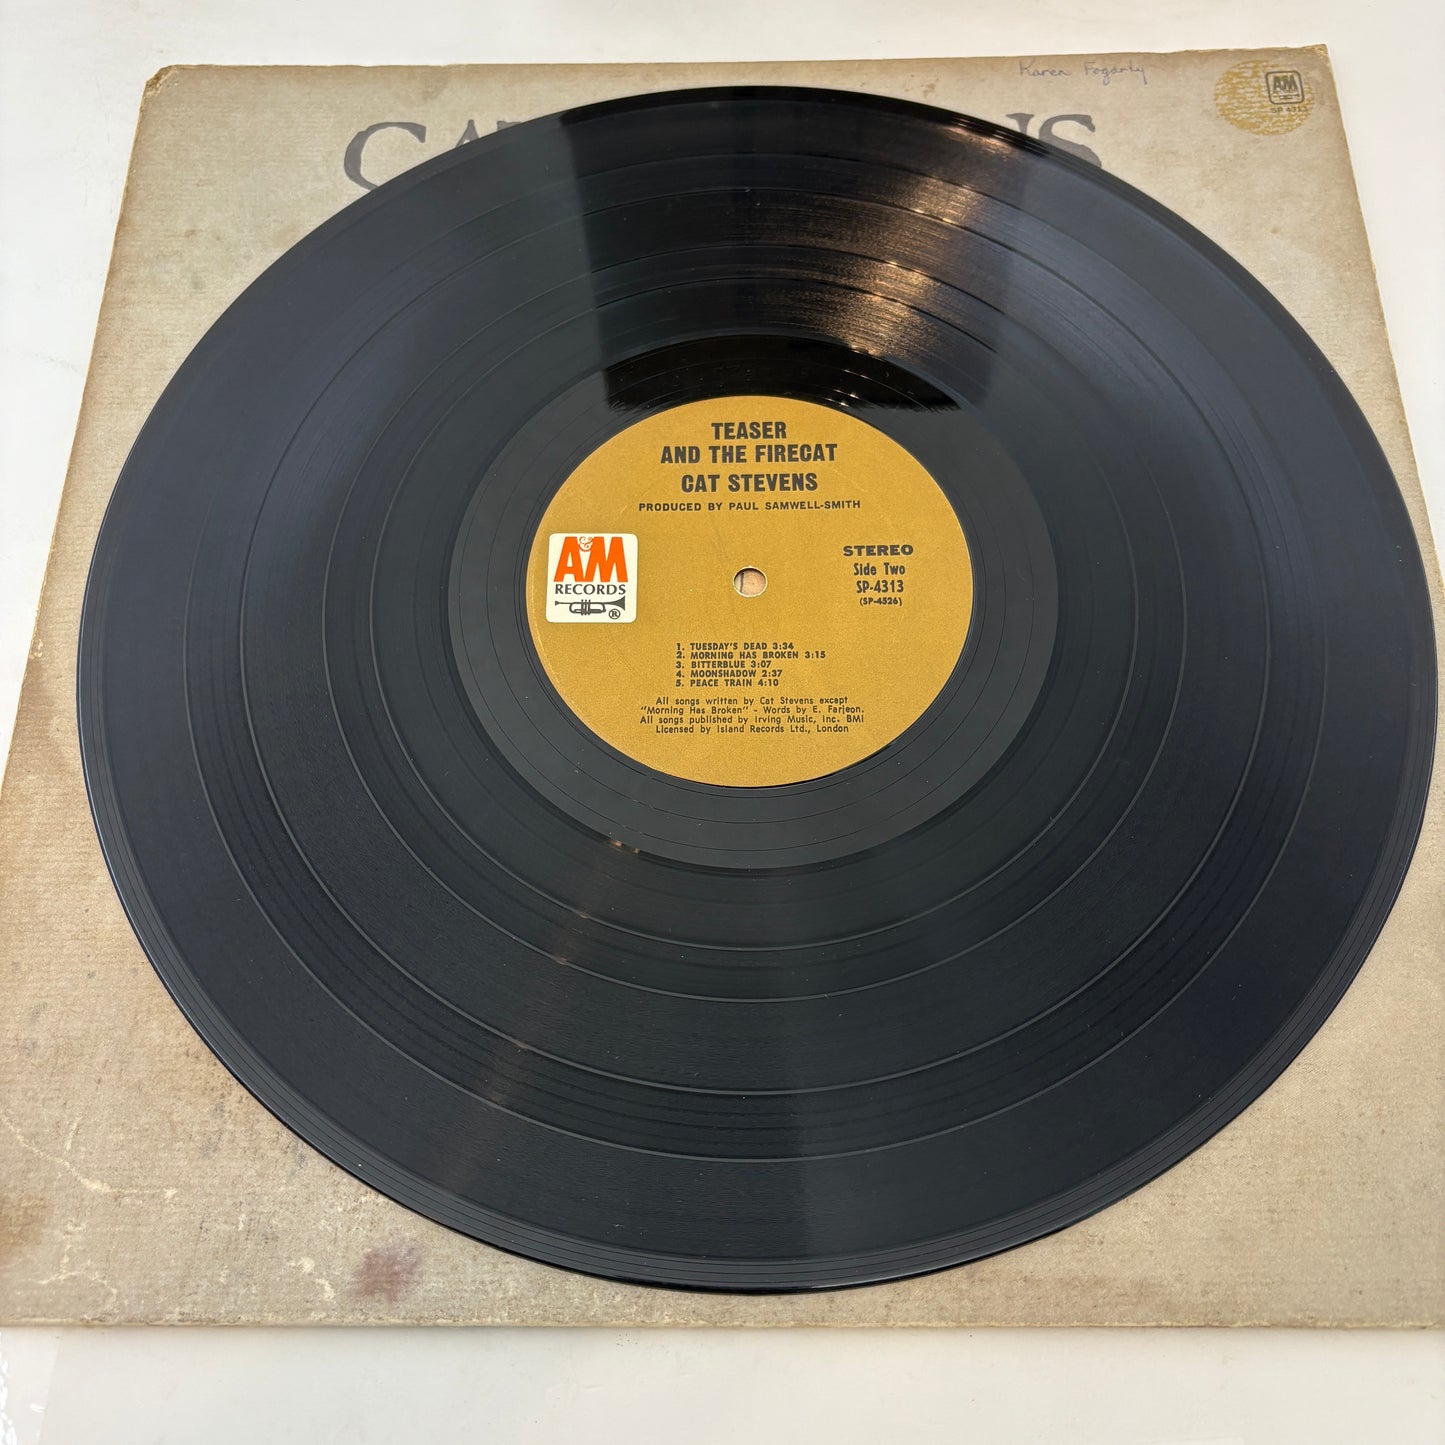 Karen Fogarty
A&M
SP 4313
TEASER
AND THE FIRECAT
CAT STEVENS
PRODUCED BY PAUL SAMWELL-SMITH
A&M
RECORDS
®
STEREO
Side Two
SP-4313
(SP-4526)
1. TUESDAY'S DEAD 3:34
2. MORNING HAS BROKEN 3:15
3. BITTERBLUE 3:07
4. MOONSHADOW 2:37
5. PEACE TRAIN 4:10
All songs written by Cat Stevens except
"Morning Has Broken" - Words by E. Farjeon.
All songs published by Irving Music, Inc. BMI
Licensed by Island Records Ltd., London